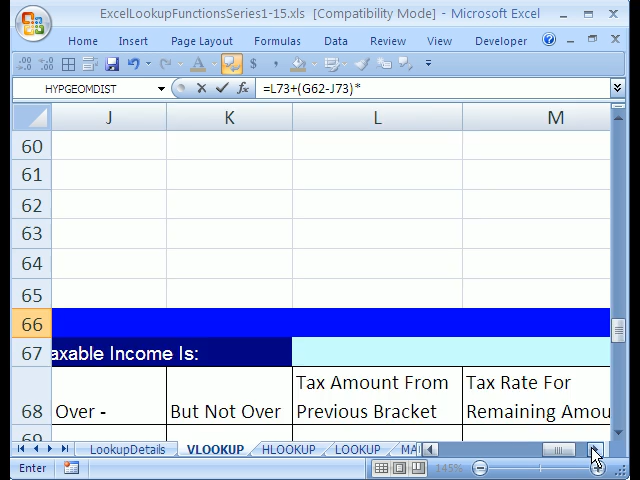 ExcelLookupFunctionsSeries1-15.xls [Compatibility Mode] - Microsoft Excel
Home Insert Page Layout Formulas Data Review View Developer
HYPGEOMDIST =L73+(G62-J73)*
J K L M
60
61
62
63
64
65
66
67 axable Income Is:
Tax Amount From Tax Rate For
68 Over - But Not Over Previous Bracket Remaining Amou
69
LookupDetails VLOOKUP HLOOKUP LOOKUP MA
Enter 145%